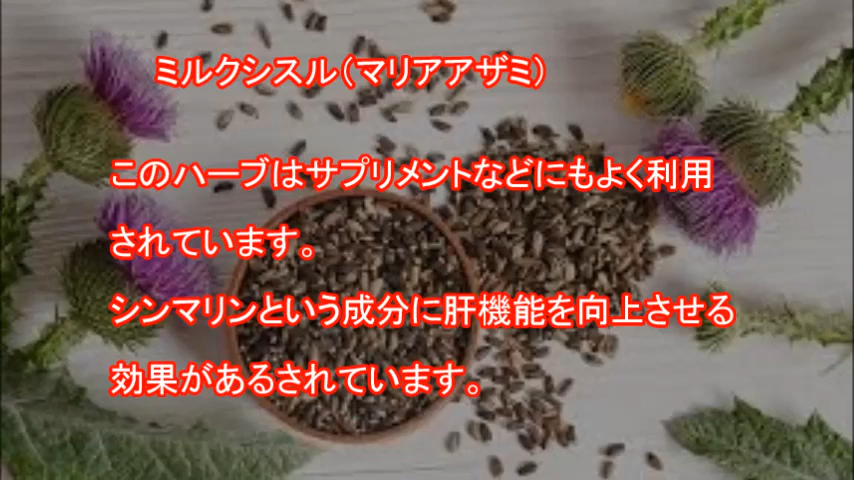 ミルクシスル（マリアアザミ）
このハーブはサプリメントなどにもよく利用
されています。
シンマリンという成分に肝機能を向上させる
効果があるされています。